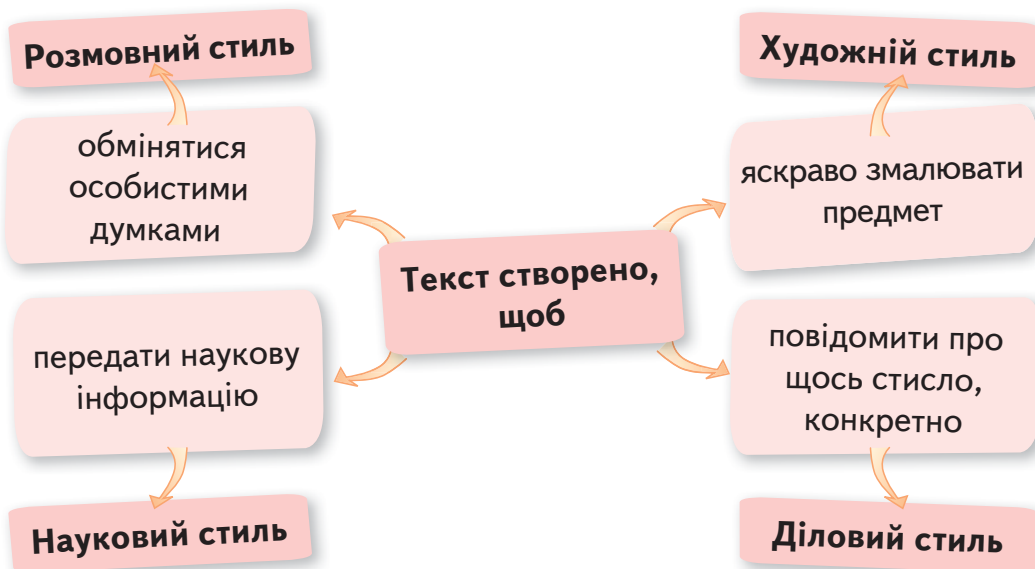 Розмовний стиль
обмінятися
особистими
думками
Художній стиль
яскраво змалювати
предмет
Текст створено,
щоб
передати наукову
інформацію
Науковий стиль
повідомити про
щось стисло,
конкретно
Діловий стиль